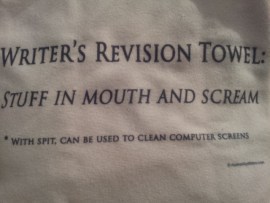 WRITER'S REVISION TOWEL:
STUFF IN MOUTH AND SCREAM
* WITH SPIT, CAN BE USED TO CLEAN COMPUTER SCREENS